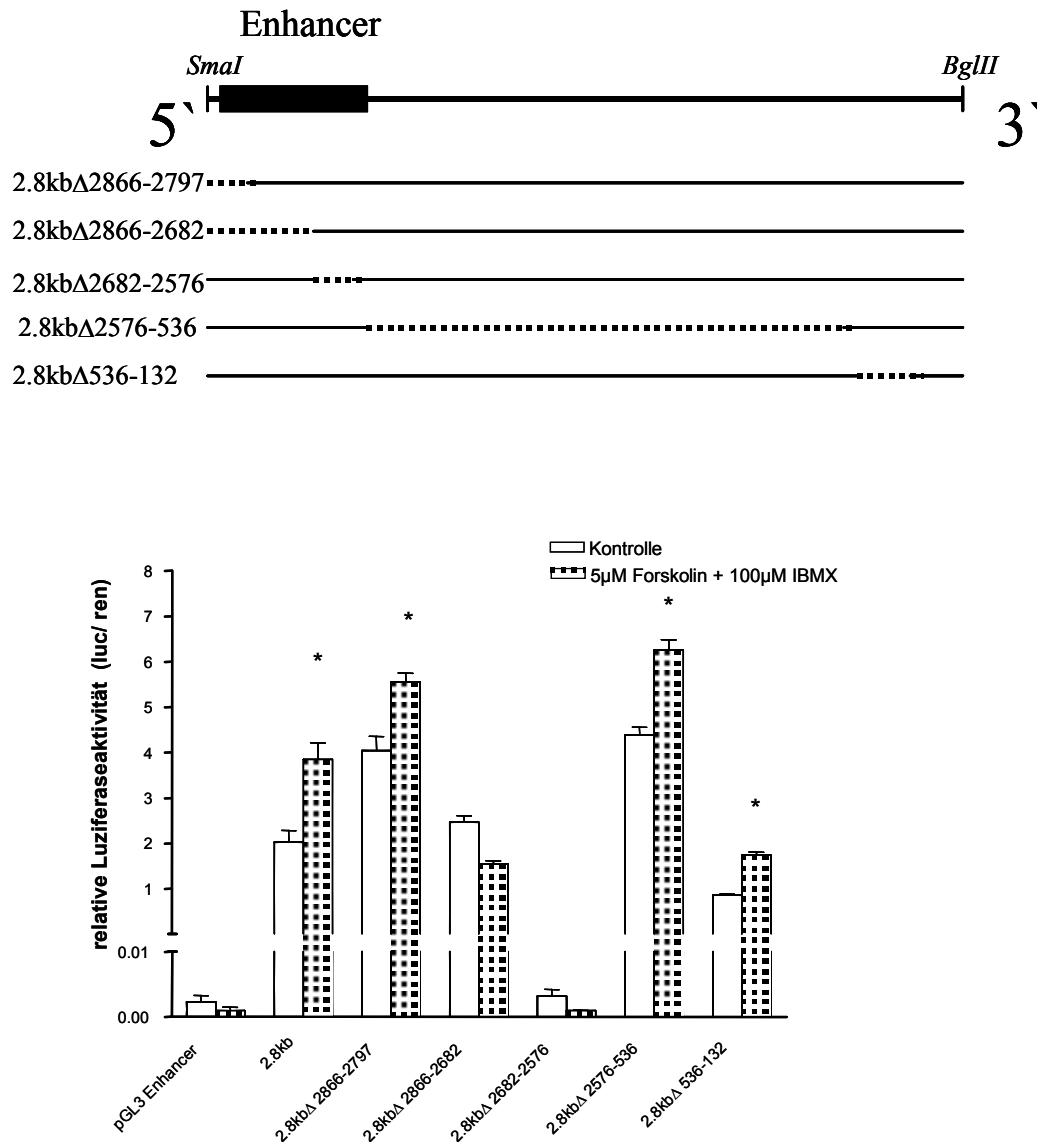 Enhancer
SmaI
BglII
5`
3`
2.8kbΔ2866-2797
2.8kbΔ2866-2682
2.8kbΔ2682-2576
2.8kbΔ2576-536
2.8kbΔ536-132
Kontrolle
5µM Forskolin + 100µM IBMX
relative Luziferaseaktivität (luc/ ren)
8
7
6
5
4
3
2
1
0.01
0.00
*
*
*
*
pGL3 Enhancer
2.8kb
2.8kbΔ 2866-2797
2.8kbΔ 2866-2682
2.8kbΔ 2682-2576
2.8kbΔ 2576-536
2.8kbΔ 536-132